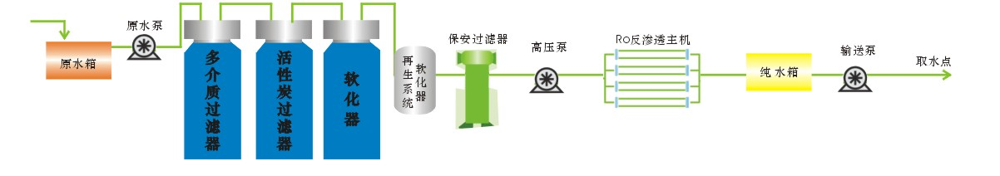 原水箱
原水泵
多介质过滤器
活性炭过滤器
软化器
软化器
再生系统
保安过滤器
高压泵
RO反渗透主机
纯水箱
输送泵
取水点